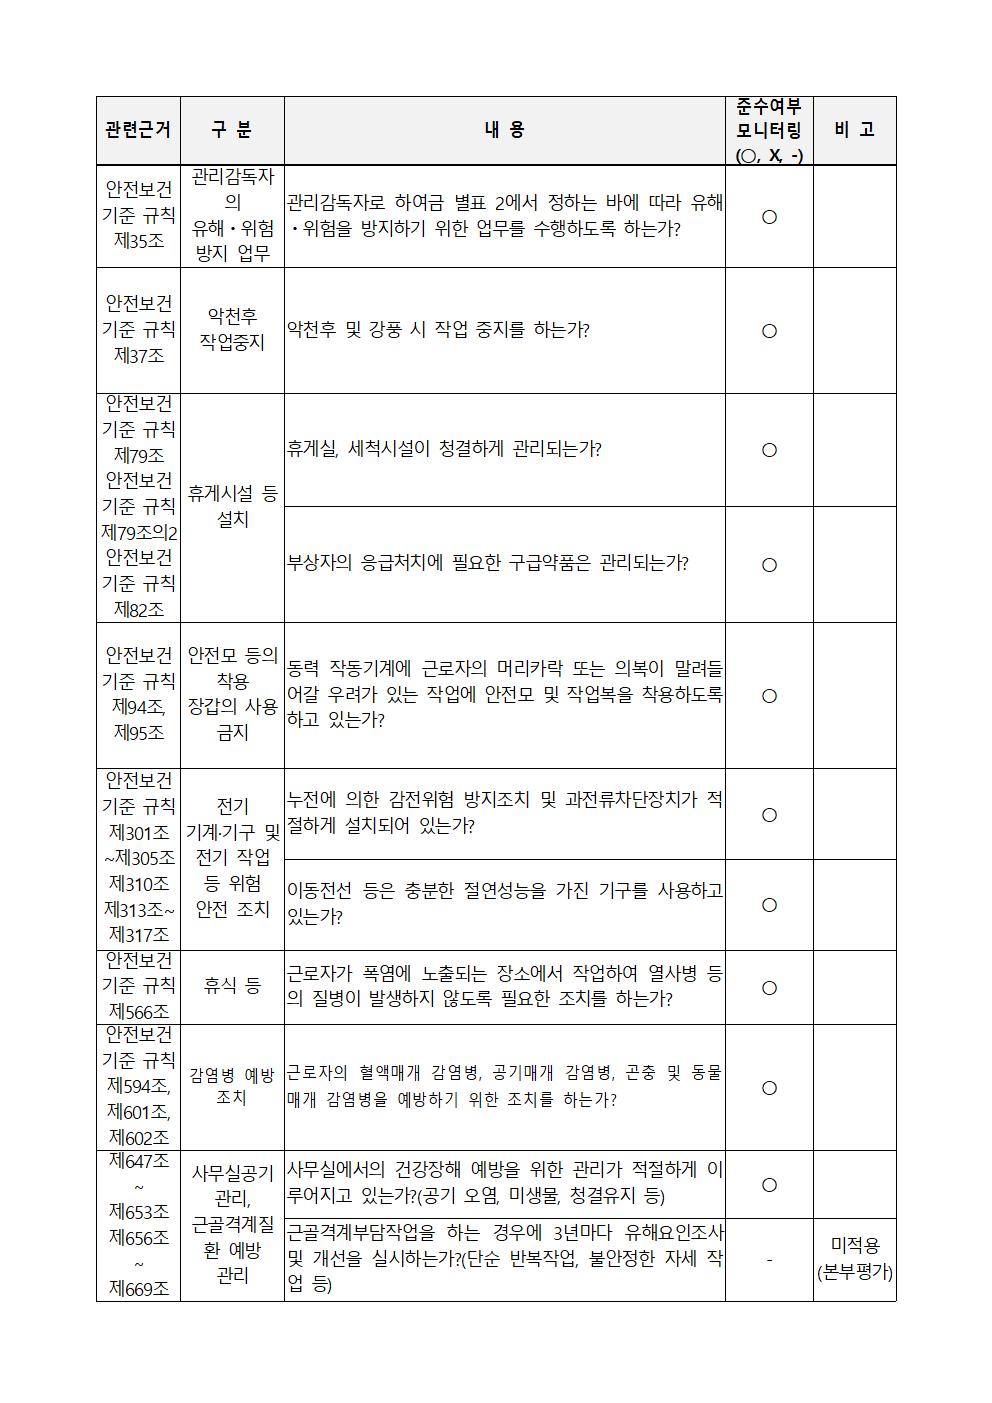 관련근거 구 분 내 용 준수여부 모니터링 (○, X, -) 비 고
안전보건
기준 규칙
제35조
관리감독자
의
유해・위험
방지 업무
관리감독자로 하여금 별표 2에서 정하는 바에 따라 유해
・위험을 방지하기 위한 업무를 수행하도록 하는가?
○
안전보건
기준 규칙
제37조
악천후
작업중지
악천후 및 강풍 시 작업 중지를 하는가?
○
안전보건
기준 규칙
제79조
안전보건
기준 규칙
제79조의2
안전보건
기준 규칙
제82조
휴게시설 등
설치
휴게실, 세척시설이 청결하게 관리되는가?
○
부상자의 응급처치에 필요한 구급약품은 관리되는가?
○
안전보건
기준 규칙
제94조,
제95조
안전모 등의
착용
장갑의 사용
금지
동력 작동기계에 근로자의 머리카락 또는 의복이 말려들
어갈 우려가 있는 작업에 안전모 및 작업복을 착용하도록
하고 있는가?
○
안전보건
기준 규칙
제301조
~제305조
제310조
제313조~
제317조
전기
기계·기구 및
전기 작업
등 위험
안전 조치
누전에 의한 감전위험 방지조치 및 과전류차단장치가 적
절하게 설치되어 있는가?
○
이동전선 등은 충분한 절연성능을 가진 기구를 사용하고
있는가?
○
안전보건
기준 규칙
제566조
휴식 등
근로자가 폭염에 노출되는 장소에서 작업하여 열사병 등
의 질병이 발생하지 않도록 필요한 조치를 하는가?
○
안전보건
기준 규칙
제594조,
제601조,
제602조
감염병 예방
조치
근로자의 혈액매개 감염병, 공기매개 감염병, 곤충 및 동물
매개 감염병을 예방하기 위한 조치를 하는가?
○
제647조
~
제653조
제656조
~
제669조
사무실공기
관리,
근골격계질
환 예방
관리
사무실에서의 건강장해 예방을 위한 관리가 적절하게 이
루어지고 있는가?(공기 오염, 미생물, 청결유지 등)
○
근골격계부담작업을 하는 경우에 3년마다 유해요인조사
및 개선을 실시하는가?(단순 반복작업, 불안정한 자세 작
업 등)
-
미적용
(본부평가)